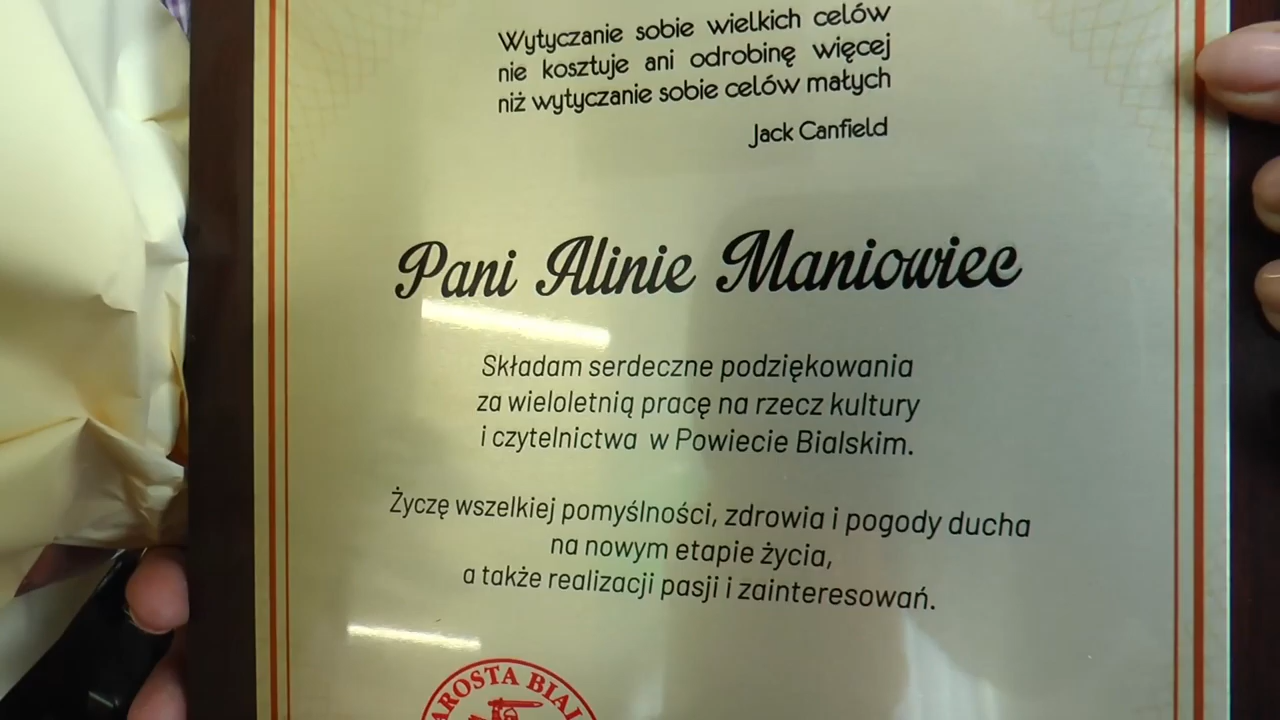 Wytyczanie sobie wielkich celów
nie kosztuje ani odrobinę więcej
niż wytyczanie sobie celów małych
Jack Canfield
Pani Alinie Maniowiec
Składam serdeczne podziękowania
za wieloletnią pracę na rzecz kultury
i czytelnictwa w Powiecie Bialskim.
Życzę wszelkiej pomyślności, zdrowia i pogody ducha
na nowym etapie życia,
a także realizacji pasji i zainteresowań.